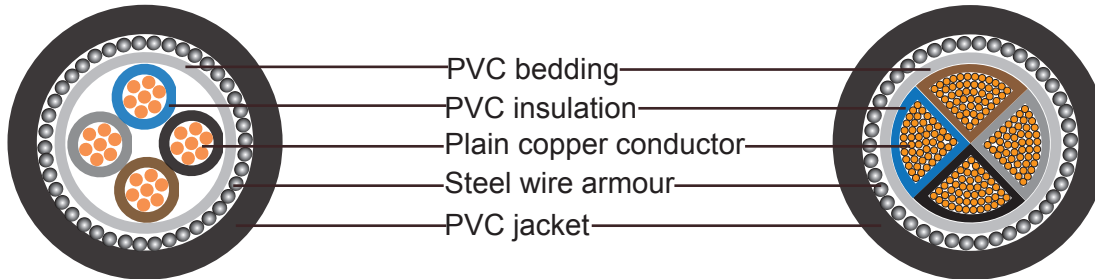 PVC bedding
PVC insulation
Plain copper conductor
Steel wire armour
PVC jacket